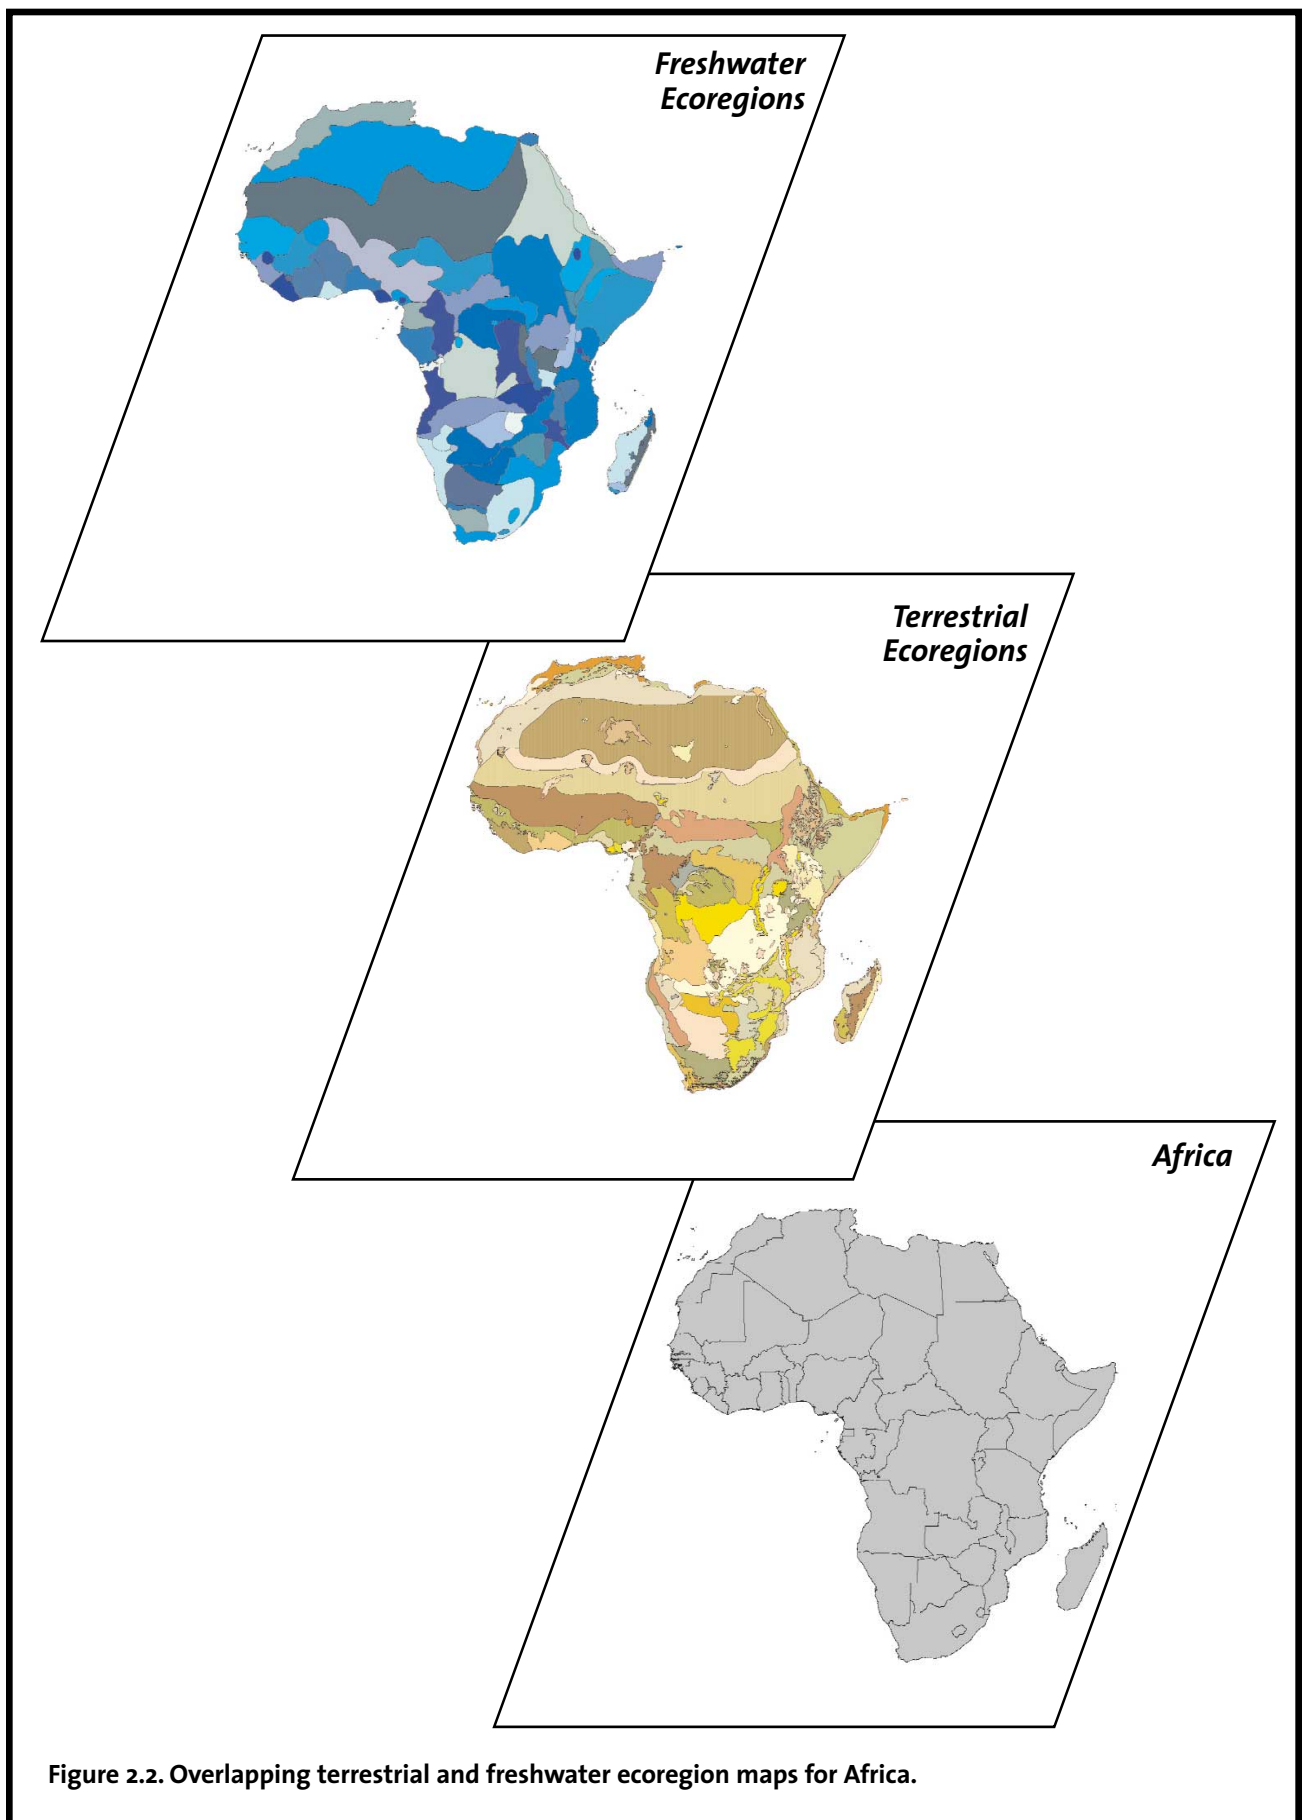 Freshwater
Ecoregions
Terrestrial
Ecoregions
Africa
Figure 2.2. Overlapping terrestrial and freshwater ecoregion maps for Africa.